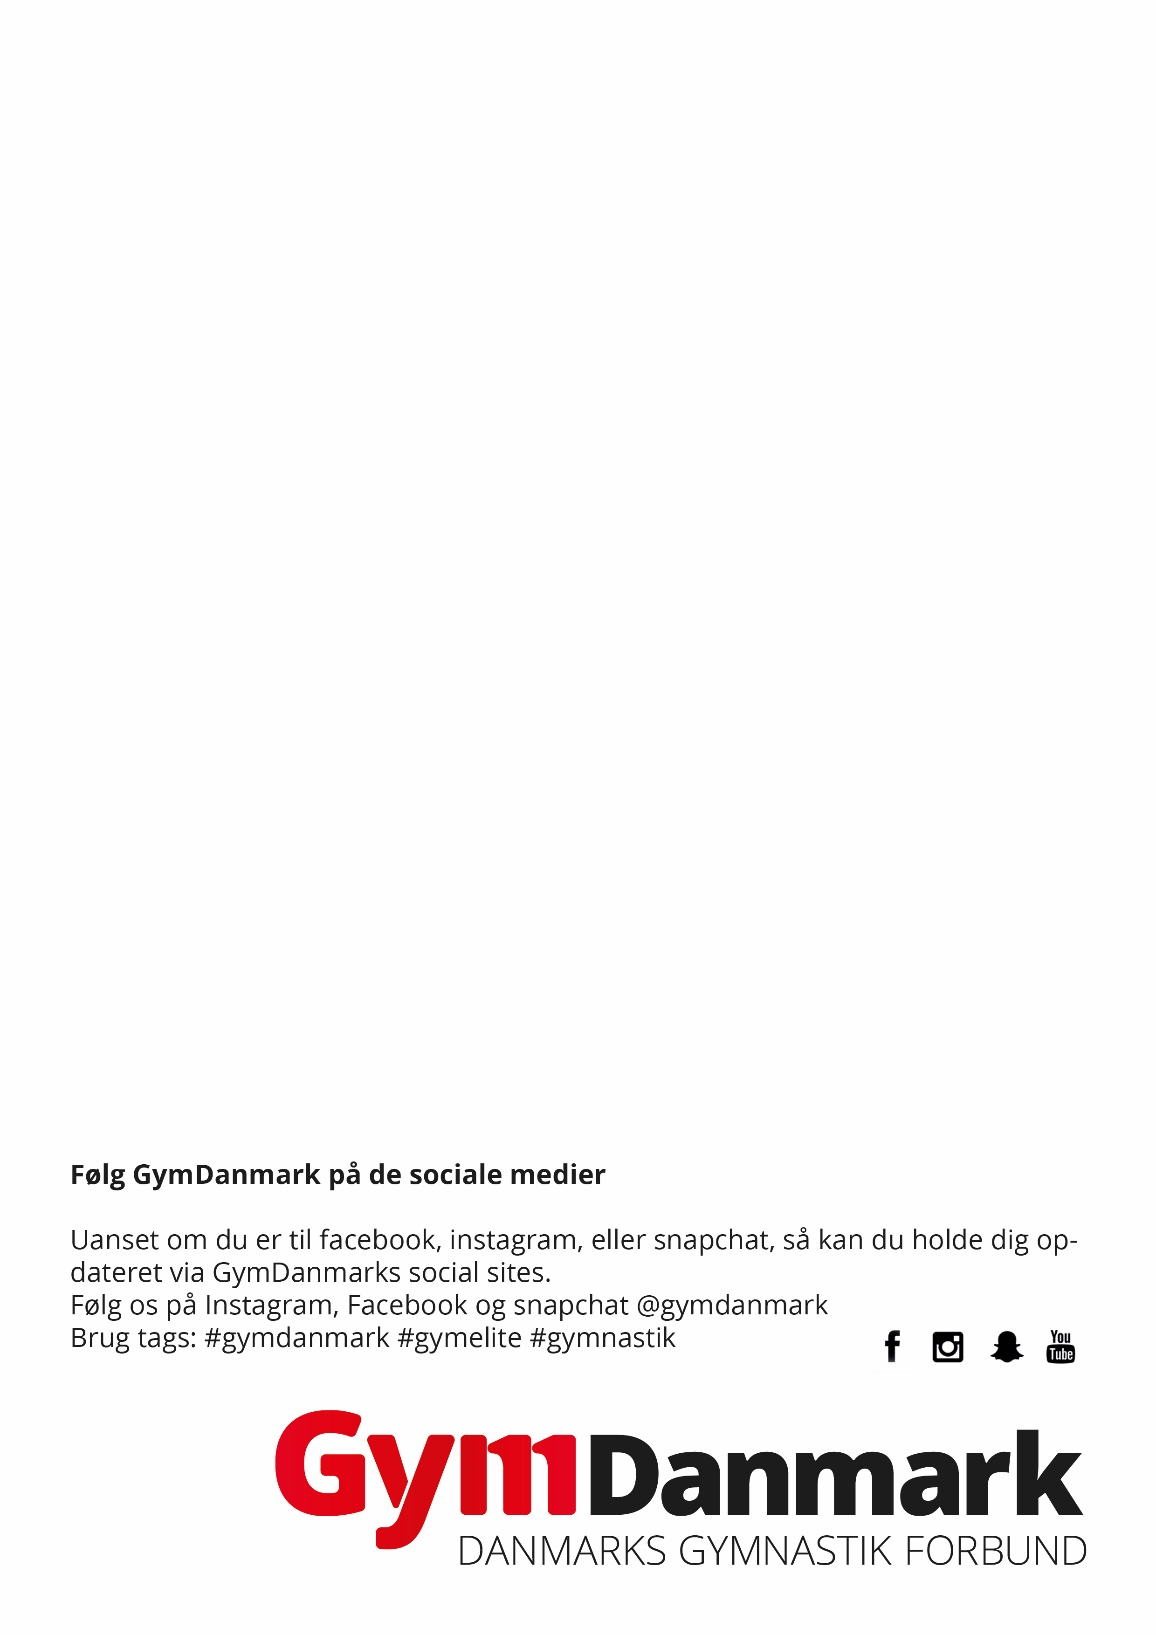 Følg GymDanmark på de sociale medier
Uanset om du er til facebook, instagram, eller snapchat, så kan du holde dig op-
dateret via GymDanmarks social sites.
Følg os på Instagram, Facebook og snapchat @gymdanmark
Brug tags: #gymdanmark #gymelite #gymnastik
f
You
Tube
GymDanmark
DANMARKS GYMNASTIK FORBUND